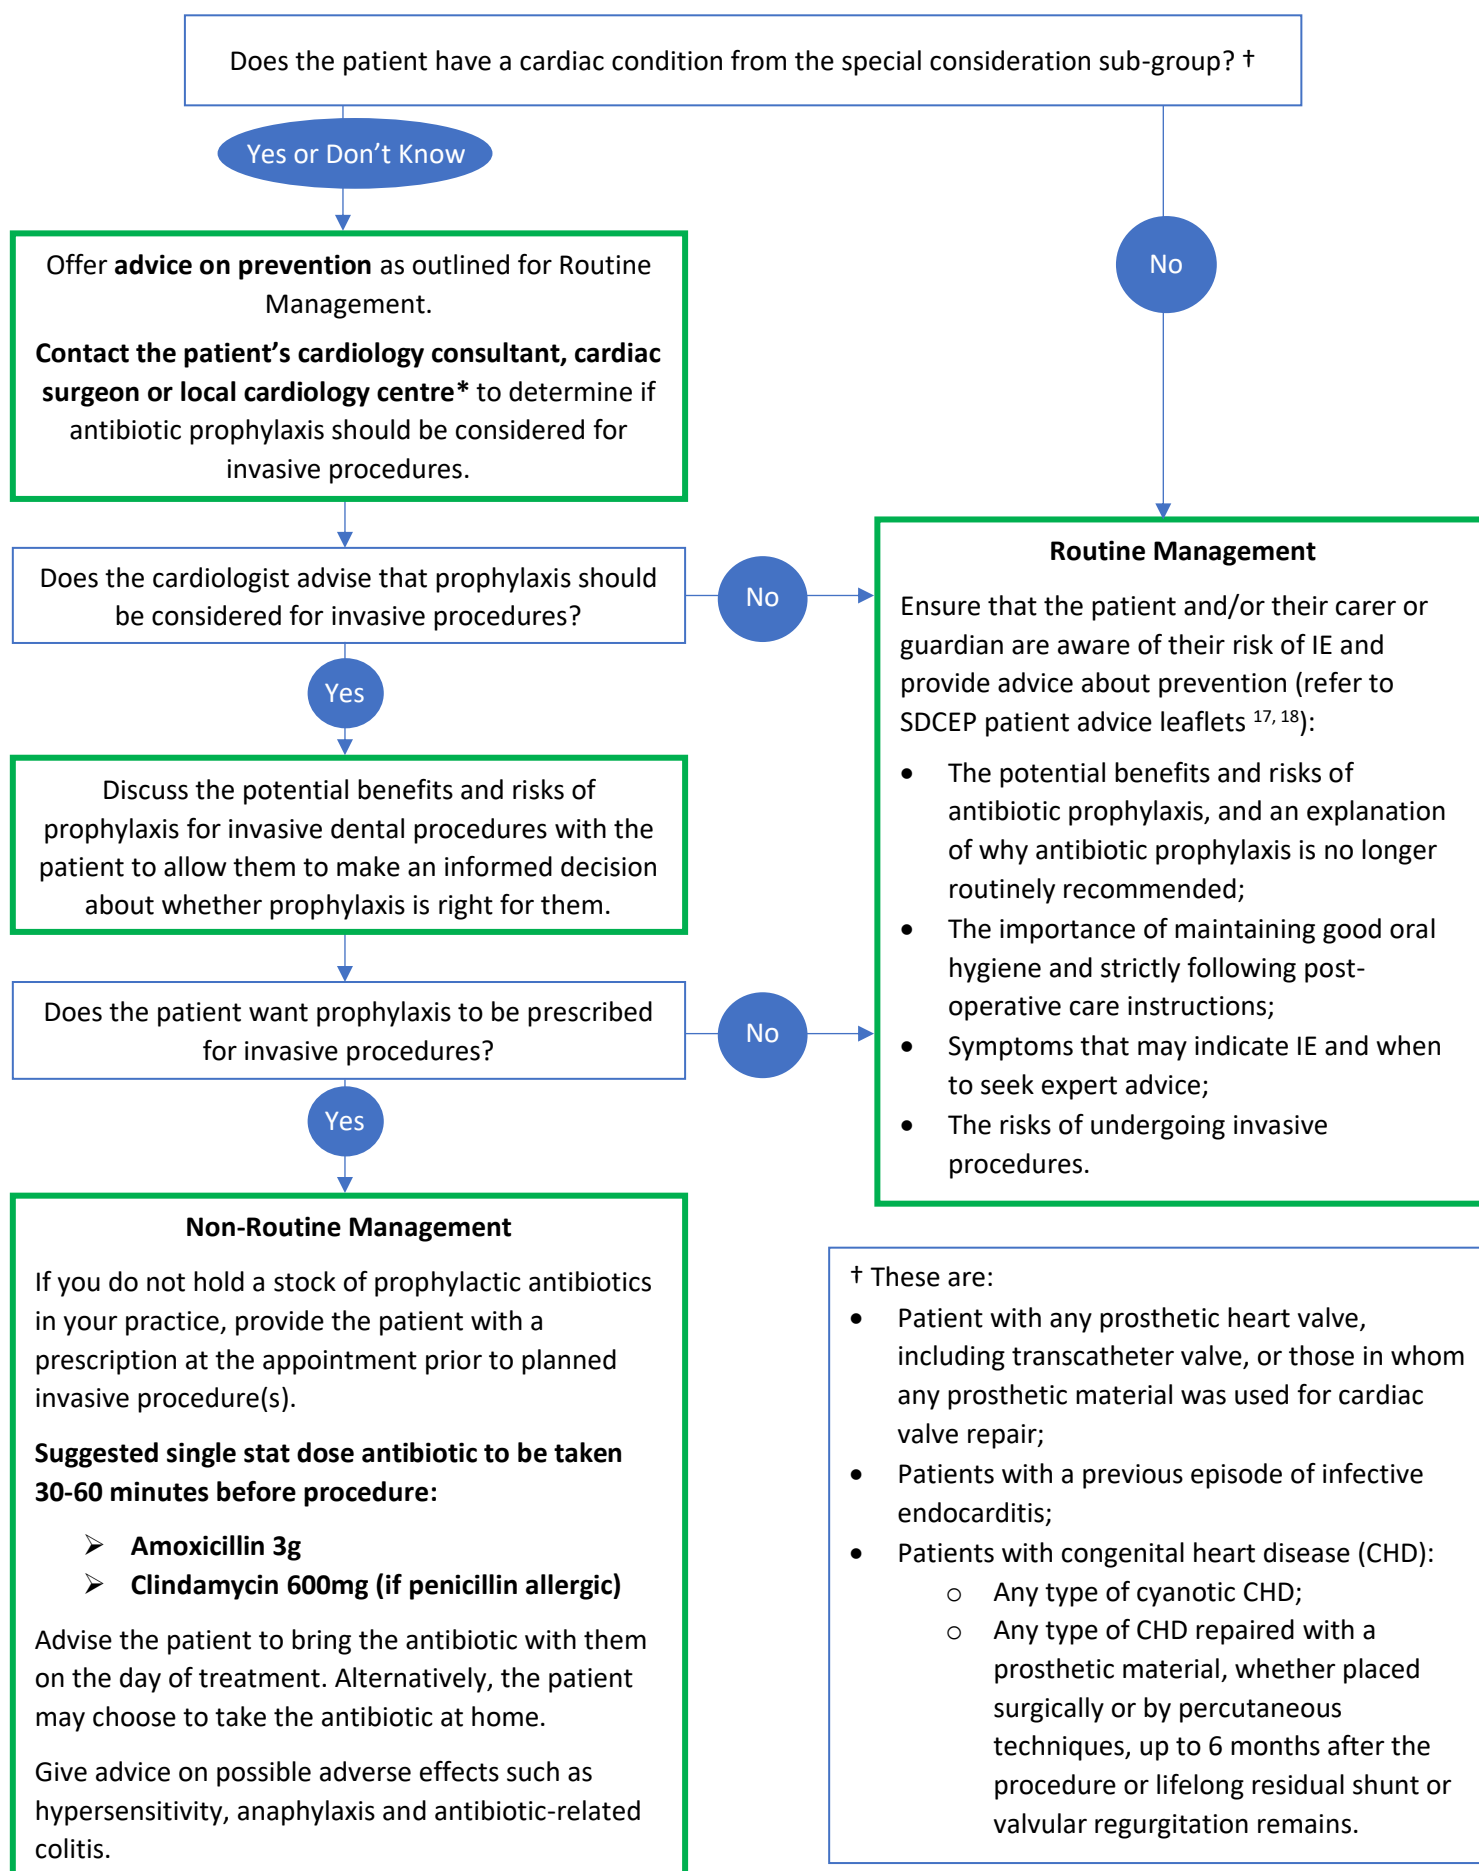 Does the patient have a cardiac condition from the special consideration sub-group? †
Yes or Don’t Know
No
Offer advice on prevention as outlined for Routine
Management.
Contact the patient’s cardiology consultant, cardiac
surgeon or local cardiology centre* to determine if
antibiotic prophylaxis should be considered for
invasive procedures.
Does the cardiologist advise that prophylaxis should
be considered for invasive procedures?
No
Yes
Discuss the potential benefits and risks of
prophylaxis for invasive dental procedures with the
patient to allow them to make an informed decision
about whether prophylaxis is right for them.
Does the patient want prophylaxis to be prescribed
for invasive procedures?
No
Yes
Routine Management
Ensure that the patient and/or their carer or
guardian are aware of their risk of IE and
provide advice about prevention (refer to
SDCEP patient advice leaflets 17, 18):
• The potential benefits and risks of
antibiotic prophylaxis, and an explanation
of why antibiotic prophylaxis is no longer
routinely recommended;
• The importance of maintaining good oral
hygiene and strictly following post-
operative care instructions;
• Symptoms that may indicate IE and when
to seek expert advice;
• The risks of undergoing invasive
procedures.
Non-Routine Management
If you do not hold a stock of prophylactic antibiotics
in your practice, provide the patient with a
prescription at the appointment prior to planned
invasive procedure(s).
Suggested single stat dose antibiotic to be taken
30-60 minutes before procedure:
➢ Amoxicillin 3g
➢ Clindamycin 600mg (if penicillin allergic)
Advise the patient to bring the antibiotic with them
on the day of treatment. Alternatively, the patient
may choose to take the antibiotic at home.
Give advice on possible adverse effects such as
hypersensitivity, anaphylaxis and antibiotic-related
colitis.
† These are:
• Patient with any prosthetic heart valve,
including transcatheter valve, or those in whom
any prosthetic material was used for cardiac
valve repair;
• Patients with a previous episode of infective
endocarditis;
• Patients with congenital heart disease (CHD):
o Any type of cyanotic CHD;
o Any type of CHD repaired with a
prosthetic material, whether placed
surgically or by percutaneous
techniques, up to 6 months after the
procedure or lifelong residual shunt or
valvular regurgitation remains.